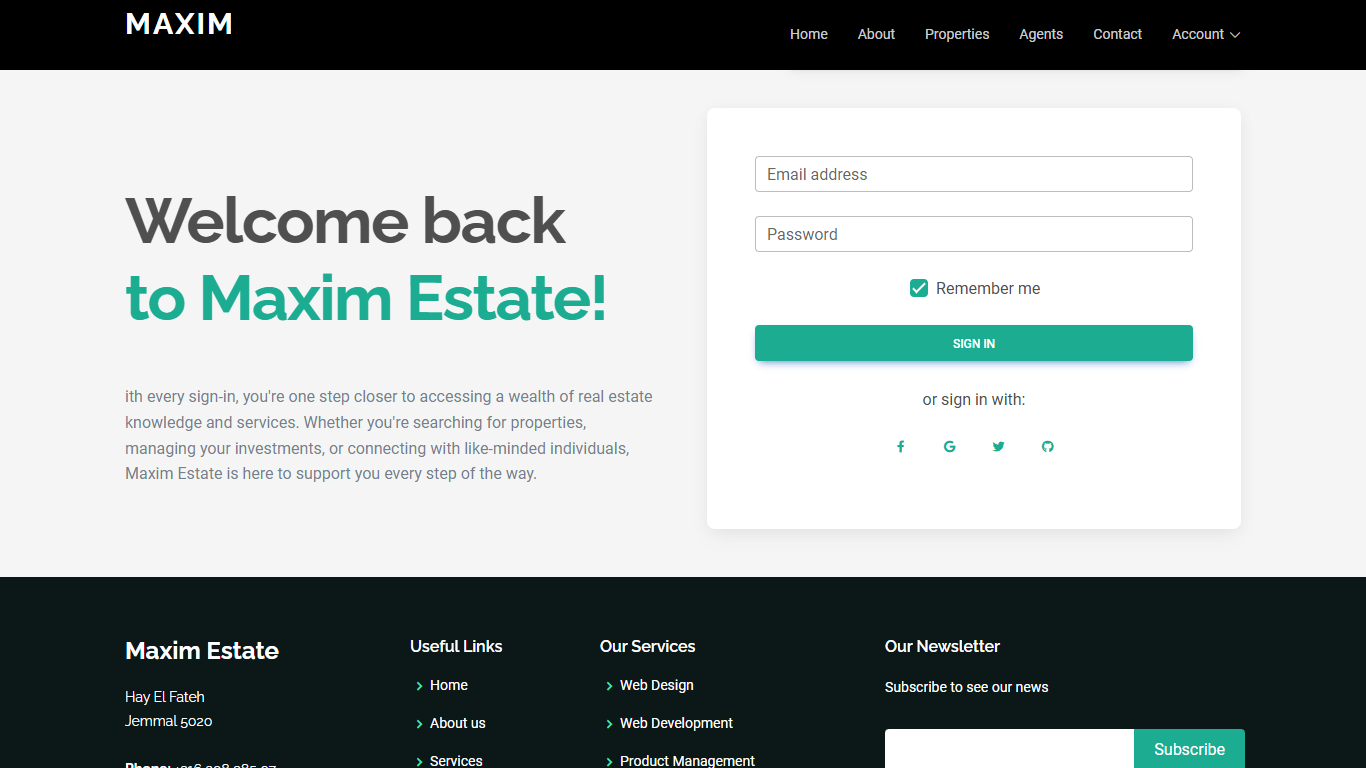 MAXIM
Home About Properties Agents Contact Account
Welcome back
to Maxim Estate!
ith every sign-in, you're one step closer to accessing a wealth of real estate
knowledge and services. Whether you're searching for properties,
managing your investments, or connecting with like-minded individuals,
Maxim Estate is here to support you every step of the way.
Email address
Password
Remember me
SIGN IN
or sign in with:
Maxim Estate
Hay El Fateh
Jemmal 5020
Phone:
Useful Links
Home
About us
Services
Our Services
Web Design
Web Development
Product Management
Our Newsletter
Subscribe to see our news
Subscribe